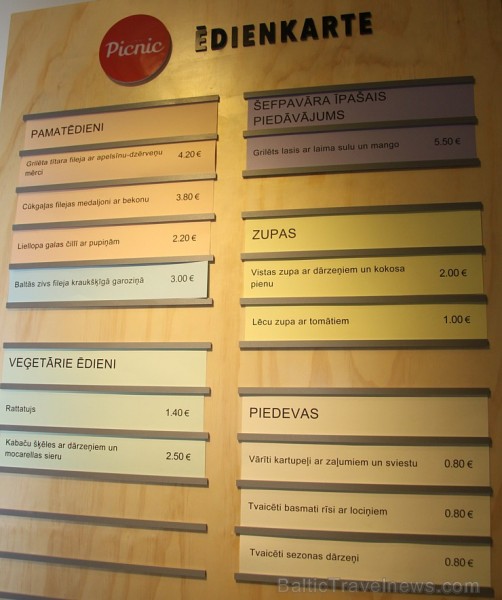 Picnic
ĒDIENKARTE
PAMATĒDIENI
Grilēta tītara fileja ar apelsīnu-dzērveņu 4.20 €
mērci
Cūkgaļas filejas medaljoni ar bekonu 3.80 €
Liellopa gaļas čillī ar pupiņām 2.20 €
Baltās zivs fileja kraukšķīgā garoziņā 3.00 €
VEĢETĀRIE ĒDIENI
Rattatujs 1.40 €
Kabaču šķēles ar dārzeņiem un
mocarellas sieru 2.50 €
ŠEFPAVĀRA ĪPAŠAIS
PIEDĀVĀJUMS
Grilēts lasis ar laima sulu un mango 5.50 €
ZUPAS
Vistas zupa ar dārzeņiem un kokosa 2.00 €
pienu
Lēcu zupa ar tomātiem 1.00 €
PIEDEVAS
Vārīti kartupeļi ar zaļumiem un sviestu 0.80 €
Tvaicēti basmati rīsi ar lociņiem 0.80 €
Tvaicēti sezonas dārzeņi 0.80 €
BalticTravelnews.com